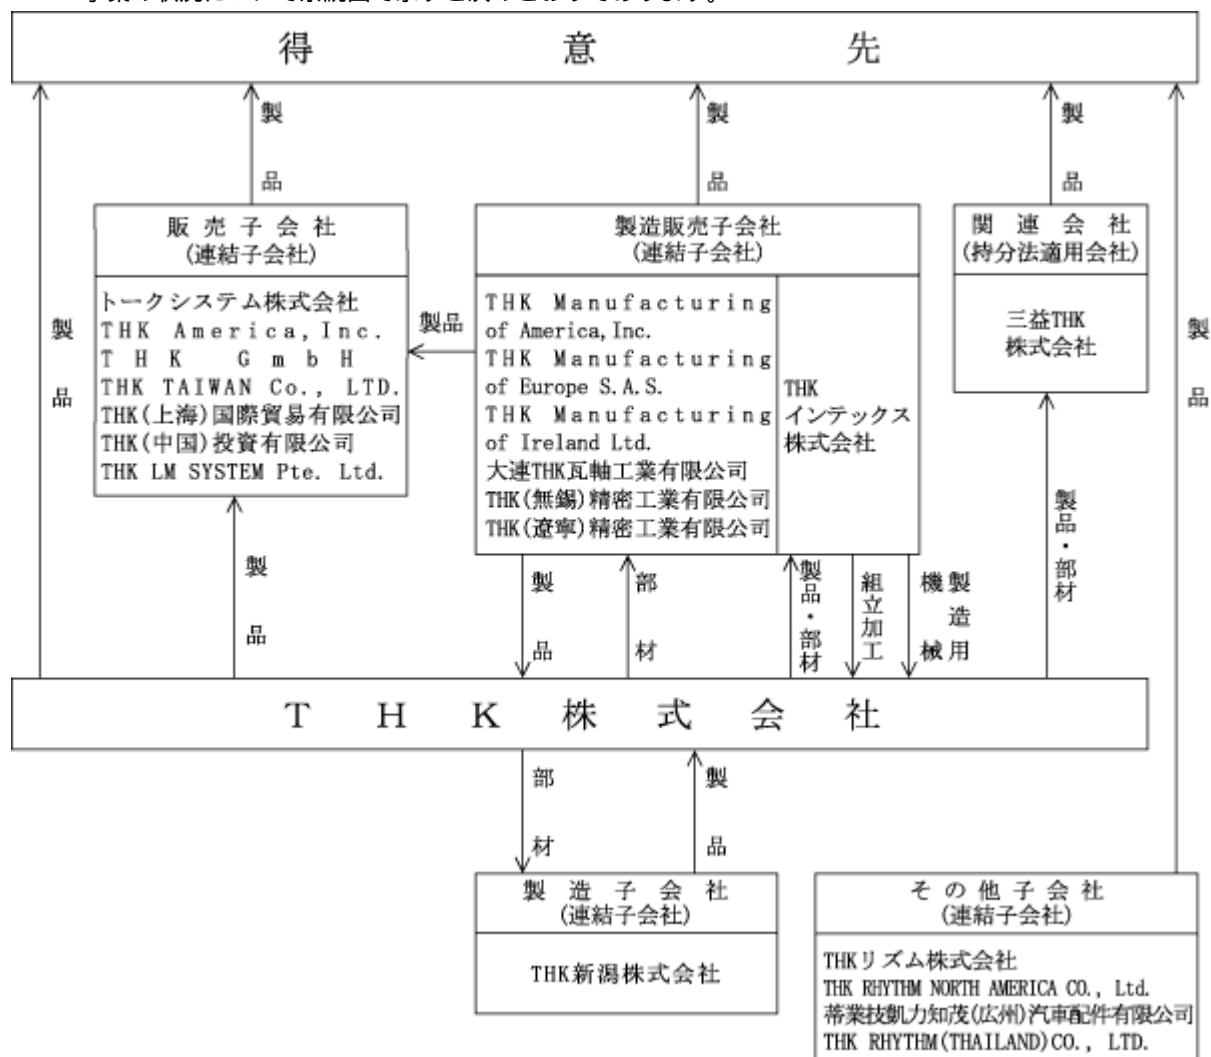 得意先
製品
製品
製品
販売子会社
(連結子会社)
製造販売子会社
(連結子会社)
関連会社
(持分法適用会社)
製品
トークシステム株式会社
THK America,Inc.
THK GmbH
THK TAIWAN Co., LTD.
THK(上海)国際貿易有限公司
THK(中国)投資有限公司
THK LM SYSTEM Pte. Ltd.
製品
THK Manufacturing
of America,Inc.
THK Manufacturing
of Europe S.A.S.
THK Manufacturing
of Ireland Ltd.
大連THK瓦軸工業有限公司
THK(無錫)精密工業有限公司
THK(遼寧)精密工業有限公司
THK
インテックス
株式会社
三益THK
株式会社
製品
製品
製品
部材
製品・部材
組立加工
製造用
機械
製品・部材
THK株式会社
部材
製品
製造子会社
(連結子会社)
THK新潟株式会社
その他子会社
(連結子会社)
THKリズム株式会社
THK RHYTHM NORTH AMERICA CO., Ltd.
蒂業技凱力知茂(広州)汽車配件有限公司
THK RHYTHM(THAILAND)CO., LTD.